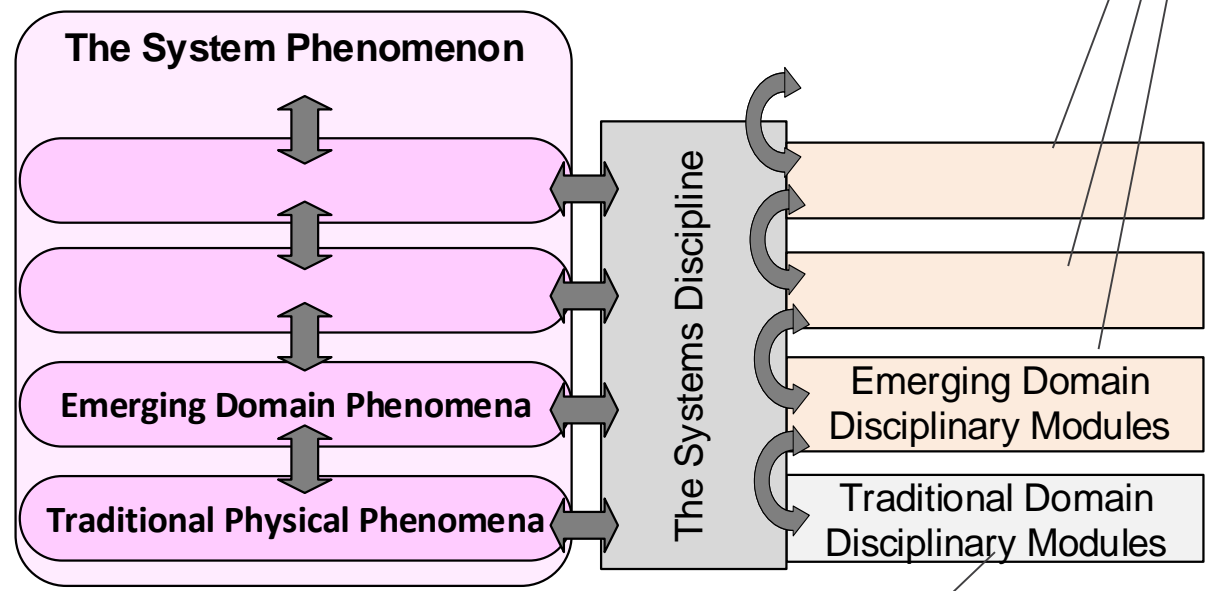 The System Phenomenon
The Systems Discipline
Emerging Domain Phenomena
Emerging Domain
Disciplinary Modules
Traditional Physical Phenomena
Traditional Domain
Disciplinary Modules